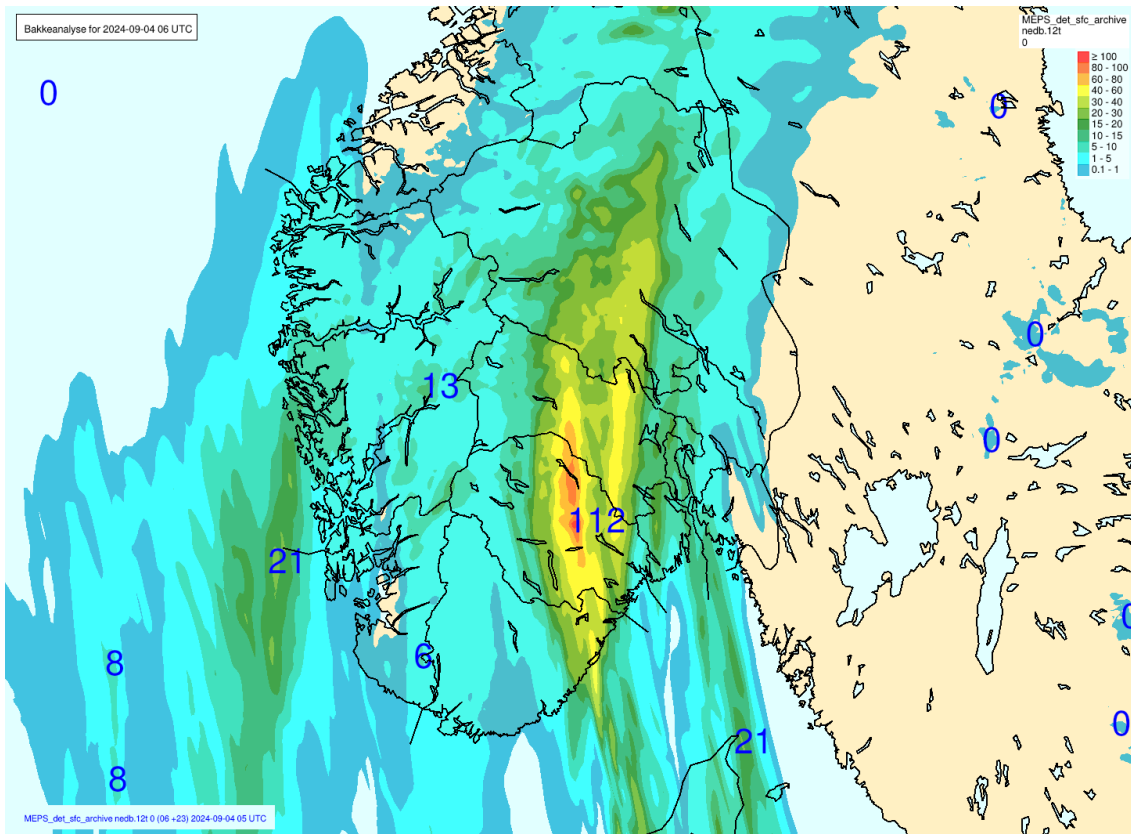 Bakkeanalyse for 2024-09-04 06 UTC
MEPS_det_sfc_archive
nedb.12t
0
≥ 100
80 - 100
60 - 80
40 - 60
30 - 40
20 - 30
15 - 20
10 - 15
5 - 10
1 - 5
0.1 - 1
0
0
0
13
0
112
21
0
8
6
0
21
8
MEPS_det_sfc_archive nedb.12t 0 (06 +23) 2024-09-04 05 UTC